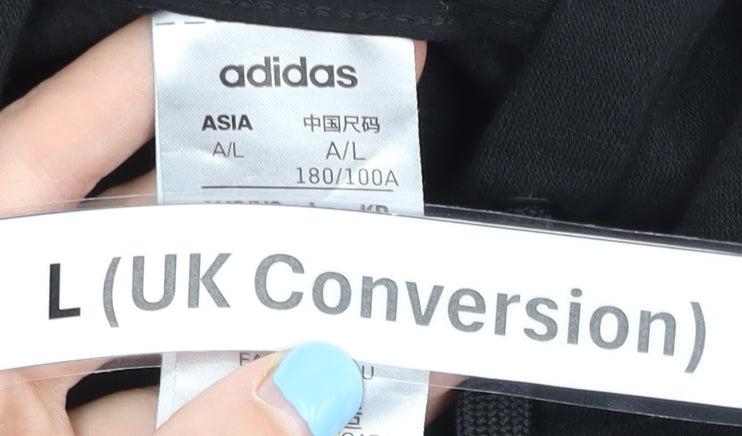 adidas
ASIA 中国尺码
A/L A/L
180/100A
L (UK Conversion)